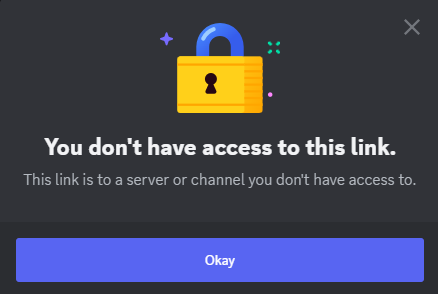 You don't have access to this link.
This link is to a server or channel you don't have access to.
Okay